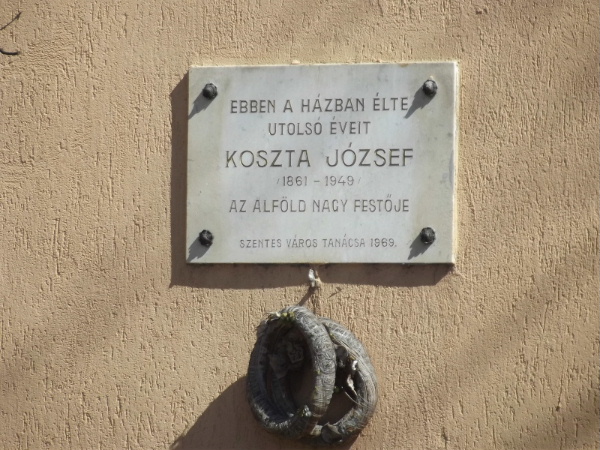 EBBEN A HÁZBAN ÉLTE
UTOLSÓ ÉVEIT
KOSZTA JÓZSEF
/1861 – 1949/
AZ ALFÖLD NAGY FESTŐJE
SZENTES VÁROS TANÁCSA 1969.